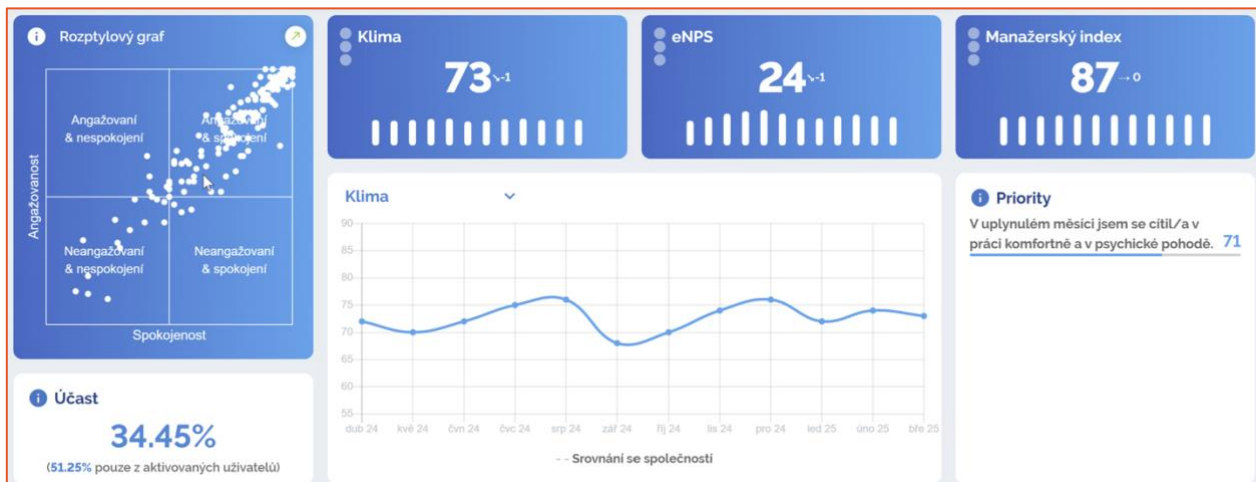 Rozptylový graf
Angažovanost
Angažovaní
& nespokojení
Angažovaní
& spokojení
Neangažovaní
& nespokojení
Neangažovaní
& spokojení
Spokojenost
Účast
34.45%
(51.25% pouze z aktivovaných uživatelů)
Klima
73 -1
eNPS
24 -1
Manažerský index
87 → 0
Klima
90
85
80
75
70
65
60
55
dub 24 kvě 24 čvn 24 čvc 24 srp 24 zář 24 říj 24 lis 24 pro 24 led 25 úno 25 bře 25
-- Srovnání se společností
Priority
V uplynulém měsíci jsem se cítil/a v
práci komfortně a v psychické pohodě. 71